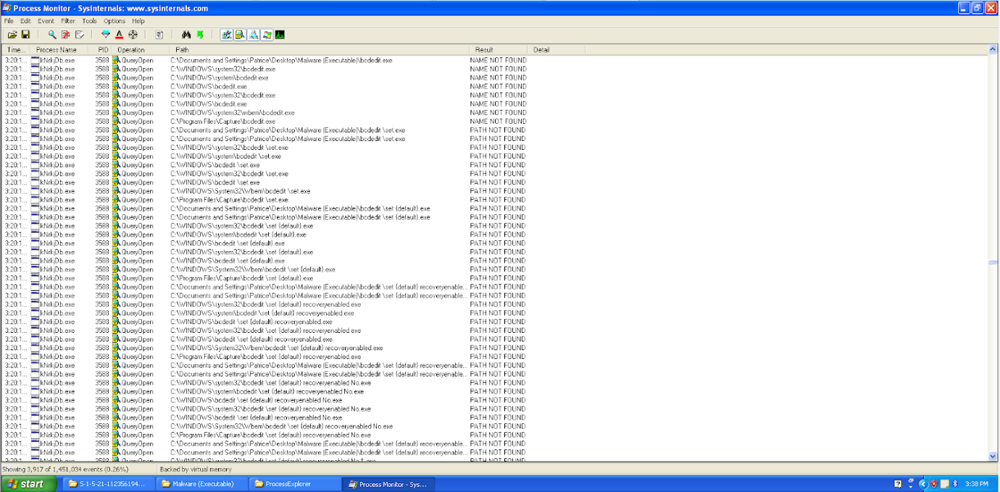 Process Monitor - Sysinternals: www.sysinternals.com
File Edit Event Filter Tools Options Help
Time... Process Name PID Operation Path Result Detail
3:20:1... kNrkjDb.exe 3588 QueryOpen C:\Documents and Settings\Patrice\Desktop\Malware (Executable)\bcdedit.exe NAME NOT FOUND
3:20:1... kNrkjDb.exe 3588 QueryOpen C:\WINDOWS\system32\bcdedit.exe NAME NOT FOUND
3:20:1... kNrkjDb.exe 3588 QueryOpen C:\WINDOWS\system\bcdedit.exe NAME NOT FOUND
3:20:1... kNrkjDb.exe 3588 QueryOpen C:\WINDOWS\bcdedit.exe NAME NOT FOUND
3:20:1... kNrkjDb.exe 3588 QueryOpen C:\WINDOWS\system32\bcdedit.exe NAME NOT FOUND
3:20:1... kNrkjDb.exe 3588 QueryOpen C:\WINDOWS\bcdedit.exe NAME NOT FOUND
3:20:1... kNrkjDb.exe 3588 QueryOpen C:\WINDOWS\system32\wbem\bcdedit.exe NAME NOT FOUND
3:20:1... kNrkjDb.exe 3588 QueryOpen C:\Program Files\Capture\bcdedit.exe NAME NOT FOUND
3:20:1... kNrkjDb.exe 3588 QueryOpen C:\Documents and Settings\Patrice\Desktop\Malware (Executable)\bcdedit \set.exe PATH NOT FOUND
3:20:1... kNrkjDb.exe 3588 QueryOpen C:\Documents and Settings\Patrice\Desktop\Malware (Executable)\bcdedit \set.exe PATH NOT FOUND
3:20:1... kNrkjDb.exe 3588 QueryOpen C:\WINDOWS\system32\bcdedit \set.exe PATH NOT FOUND
3:20:1... kNrkjDb.exe 3588 QueryOpen C:\WINDOWS\system\bcdedit \set.exe PATH NOT FOUND
3:20:1... kNrkjDb.exe 3588 QueryOpen C:\WINDOWS\bcdedit \set.exe PATH NOT FOUND
3:20:1... kNrkjDb.exe 3588 QueryOpen C:\WINDOWS\system32\bcdedit \set.exe PATH NOT FOUND
3:20:1... kNrkjDb.exe 3588 QueryOpen C:\WINDOWS\bcdedit \set.exe PATH NOT FOUND
3:20:1... kNrkjDb.exe 3588 QueryOpen C:\WINDOWS\System32\Wbem\bcdedit \set.exe PATH NOT FOUND
3:20:1... kNrkjDb.exe 3588 QueryOpen C:\Program Files\Capture\bcdedit \set.exe PATH NOT FOUND
3:20:1... kNrkjDb.exe 3588 QueryOpen C:\Documents and Settings\Patrice\Desktop\Malware (Executable)\bcdedit \set {default}.exe PATH NOT FOUND
3:20:1... kNrkjDb.exe 3588 QueryOpen C:\Documents and Settings\Patrice\Desktop\Malware (Executable)\bcdedit \set {default}.exe PATH NOT FOUND
3:20:1... kNrkjDb.exe 3588 QueryOpen C:\WINDOWS\system32\bcdedit \set {default}.exe PATH NOT FOUND
3:20:1... kNrkjDb.exe 3588 QueryOpen C:\WINDOWS\system\bcdedit \set {default}.exe PATH NOT FOUND
3:20:1... kNrkjDb.exe 3588 QueryOpen C:\WINDOWS\bcdedit \set {default}.exe PATH NOT FOUND
3:20:1... kNrkjDb.exe 3588 QueryOpen C:\WINDOWS\system32\bcdedit \set {default}.exe PATH NOT FOUND
3:20:1... kNrkjDb.exe 3588 QueryOpen C:\WINDOWS\bcdedit \set {default}.exe PATH NOT FOUND
3:20:1... kNrkjDb.exe 3588 QueryOpen C:\WINDOWS\System32\Wbem\bcdedit \set {default}.exe PATH NOT FOUND
3:20:1... kNrkjDb.exe 3588 QueryOpen C:\Program Files\Capture\bcdedit \set {default}.exe PATH NOT FOUND
3:20:1... kNrkjDb.exe 3588 QueryOpen C:\Documents and Settings\Patrice\Desktop\Malware (Executable)\bcdedit \set {default} recoveryenable... PATH NOT FOUND
3:20:1... kNrkjDb.exe 3588 QueryOpen C:\Documents and Settings\Patrice\Desktop\Malware (Executable)\bcdedit \set {default} recoveryenable... PATH NOT FOUND
3:20:1... kNrkjDb.exe 3588 QueryOpen C:\WINDOWS\system32\bcdedit \set {default} recoveryenabled.exe PATH NOT FOUND
3:20:1... kNrkjDb.exe 3588 QueryOpen C:\WINDOWS\system\bcdedit \set {default} recoveryenabled.exe PATH NOT FOUND
3:20:1... kNrkjDb.exe 3588 QueryOpen C:\WINDOWS\bcdedit \set {default} recoveryenabled.exe PATH NOT FOUND
3:20:1... kNrkjDb.exe 3588 QueryOpen C:\WINDOWS\system32\bcdedit \set {default} recoveryenabled.exe PATH NOT FOUND
3:20:1... kNrkjDb.exe 3588 QueryOpen C:\WINDOWS\bcdedit \set {default} recoveryenabled.exe PATH NOT FOUND
3:20:1... kNrkjDb.exe 3588 QueryOpen C:\WINDOWS\System32\Wbem\bcdedit \set {default} recoveryenabled.exe PATH NOT FOUND
3:20:1... kNrkjDb.exe 3588 QueryOpen C:\Program Files\Capture\bcdedit \set {default} recoveryenabled.exe PATH NOT FOUND
3:20:1... kNrkjDb.exe 3588 QueryOpen C:\Documents and Settings\Patrice\Desktop\Malware (Executable)\bcdedit \set {default} recoveryenable... PATH NOT FOUND
3:20:1... kNrkjDb.exe 3588 QueryOpen C:\Documents and Settings\Patrice\Desktop\Malware (Executable)\bcdedit \set {default} recoveryenable... PATH NOT FOUND
3:20:1... kNrkjDb.exe 3588 QueryOpen C:\WINDOWS\system32\bcdedit \set {default} recoveryenabled No.exe PATH NOT FOUND
3:20:1... kNrkjDb.exe 3588 QueryOpen C:\WINDOWS\system\bcdedit \set {default} recoveryenabled No.exe PATH NOT FOUND
3:20:1... kNrkjDb.exe 3588 QueryOpen C:\WINDOWS\bcdedit \set {default} recoveryenabled No.exe PATH NOT FOUND
3:20:1... kNrkjDb.exe 3588 QueryOpen C:\WINDOWS\system32\bcdedit \set {default} recoveryenabled No.exe PATH NOT FOUND
3:20:1... kNrkjDb.exe 3588 QueryOpen C:\WINDOWS\bcdedit \set {default} recoveryenabled No.exe PATH NOT FOUND
3:20:1... kNrkjDb.exe 3588 QueryOpen C:\WINDOWS\System32\Wbem\bcdedit \set {default} recoveryenabled No.exe PATH NOT FOUND
3:20:1... kNrkjDb.exe 3588 QueryOpen C:\Program Files\Capture\bcdedit \set {default} recoveryenabled No.exe PATH NOT FOUND
3:20:1... kNrkjDb.exe 3588 QueryOpen C:\Documents and Settings\Patrice\Desktop\Malware (Executable)\bcdedit \set {default} recoveryenable... PATH NOT FOUND
3:20:1... kNrkjDb.exe 3588 QueryOpen C:\Documents and Settings\Patrice\Desktop\Malware (Executable)\bcdedit \set {default} recoveryenable... PATH NOT FOUND
3:20:1... kNrkjDb.exe 3588 QueryOpen C:\WINDOWS\system32\bcdedit \set {default} recoveryenabled No &.exe PATH NOT FOUND
Showing 3,917 of 1,451,034 events (0.26%) Backed by virtual memory
start S-1-5-21-112356194... Malware (Executable) ProcessExplorer Process Monitor - Sys... 3:38 PM